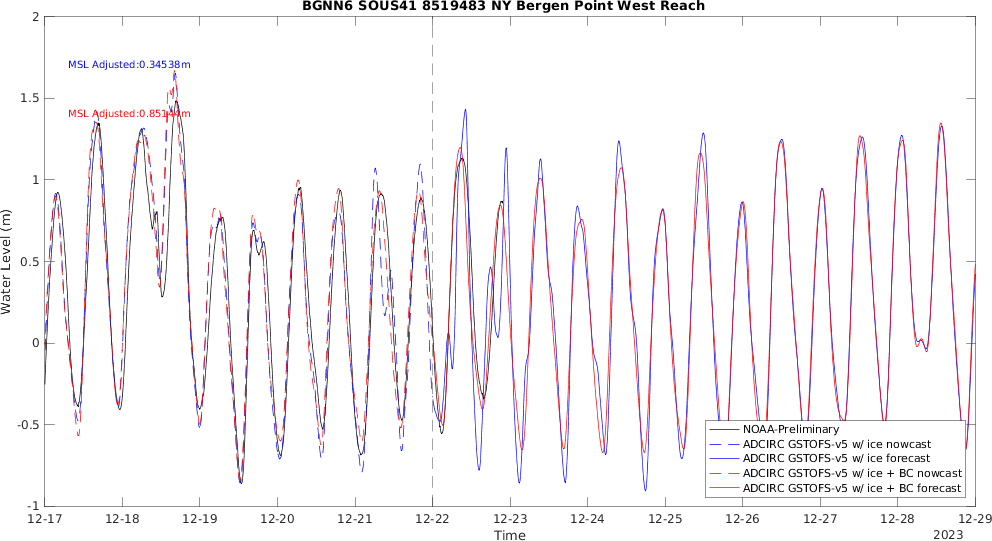 BGNN6 SOUS41 8519483 NY Bergen Point West Reach
2
1.5
1
0.5
0
-0.5
-1
Water Level (m)
MSL Adjusted:0.34538m
MSL Adjusted:0.85144m
NOAA-Preliminary
ADCIRC GSTOFS-v5 w/ ice nowcast
ADCIRC GSTOFS-v5 w/ ice forecast
ADCIRC GSTOFS-v5 w/ ice + BC nowcast
ADCIRC GSTOFS-v5 w/ ice + BC forecast
12-17 12-18 12-19 12-20 12-21 12-22 12-23 12-24 12-25 12-26 12-27 12-28 12-29
Time
2023